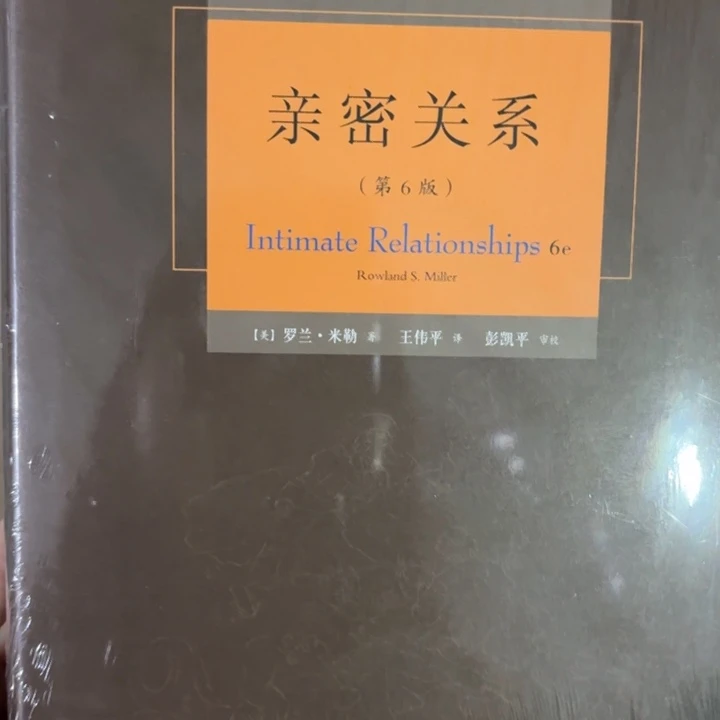 亲密关系
（第6版）
Intimate Relationships 6e
Rowland S. Miller
【美】罗兰·米勒 著 王伟平 译 彭凯平 审校